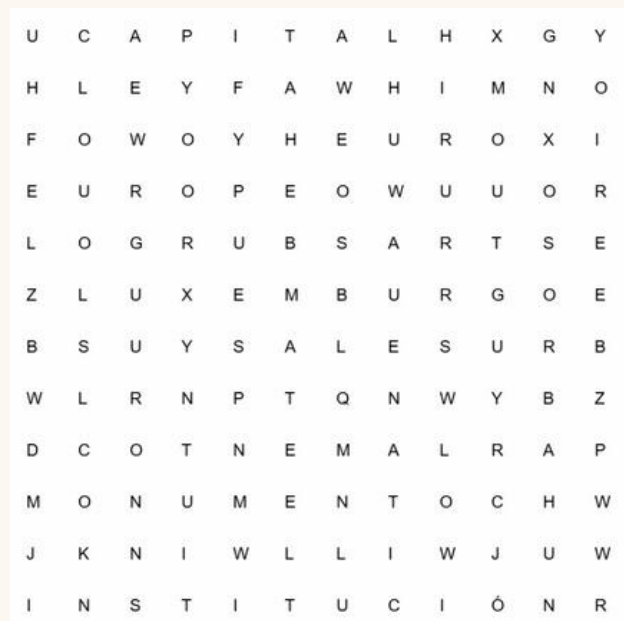 U C A P I T A L H X G Y
H L E Y F A W H I M N O
F O W O Y H E U R O X I
E U R O P E O W U U O R
L O G R U B S A R T S E
Z L U X E M B U R G O E
B S U Y S A L E S U R B
W L R N P T Q N W Y B Z
D C O T N E M A L R A P
M O N U M E N T O C H W
J K N I W L L I W J U W
I N S T I T U C I Ó N R